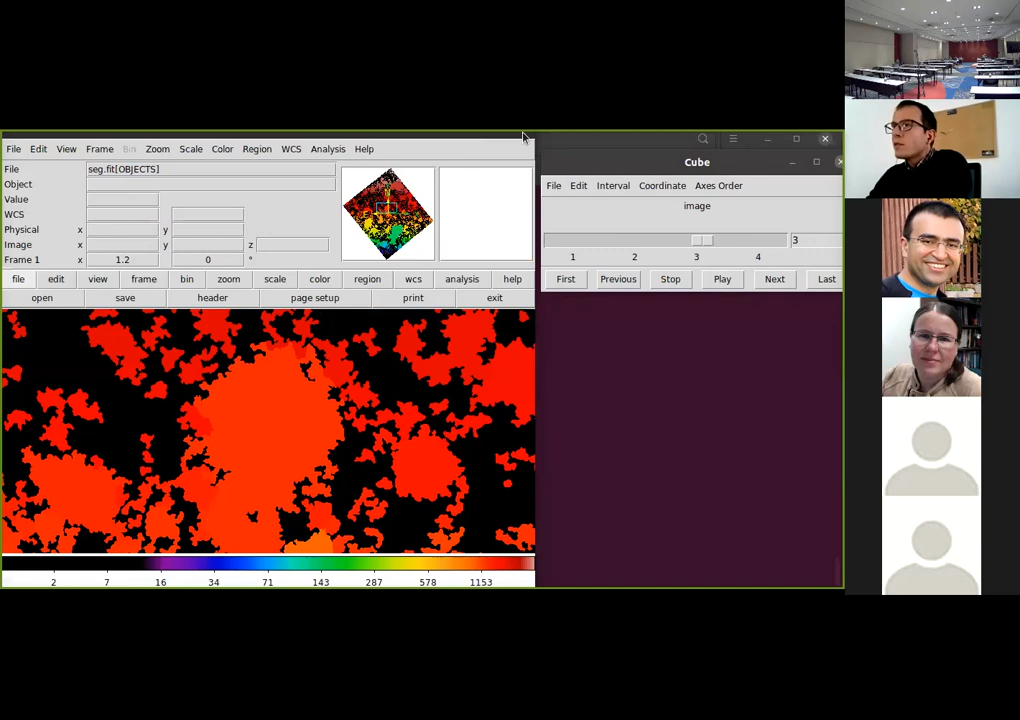 File Edit View Frame Bin Zoom Scale Color Region WCS Analysis Help
File seg.fit[OBJECTS]
Object
Value
WCS
Physical x y
Image x y z
Frame 1 x 1.2 0 °
file edit view frame bin zoom scale color region wcs analysis help
open save header page setup print exit
2 7 16 34 71 143 287 578 1153
Cube
File Edit Interval Coordinate Axes Order
image
3
1 2 3 4
First Previous Stop Play Next Last